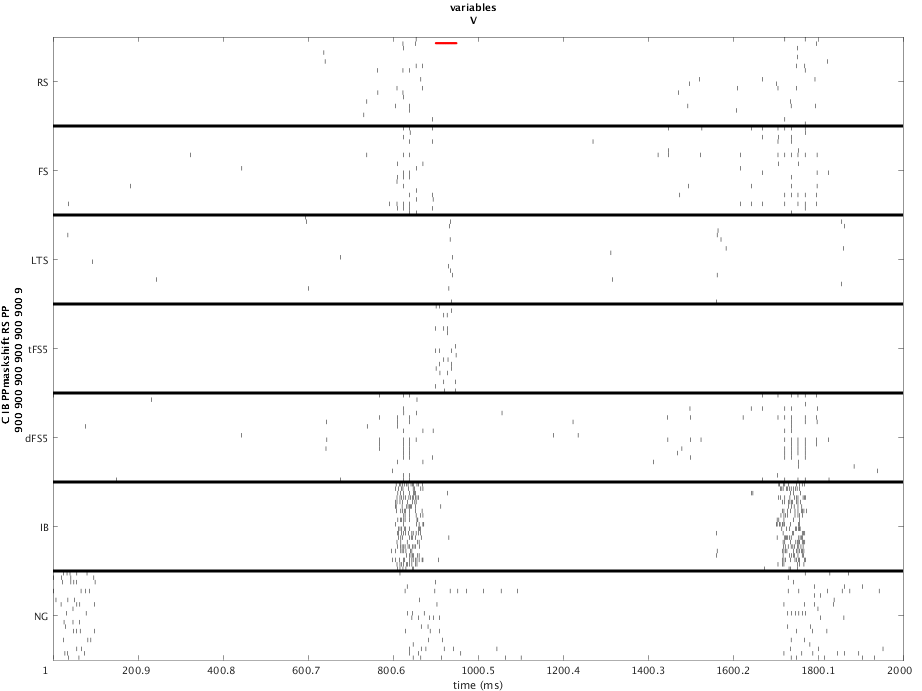 variables
V
RS
FS
LTS
tFS5
dFS5
IB
NG
C IB PPmaskshift RS PP
900 900 900 900 900 900 9
1 200.9 400.8 600.7 800.6 1000.5 1200.4 1400.3 1600.2 1800.1 2000
time (ms)